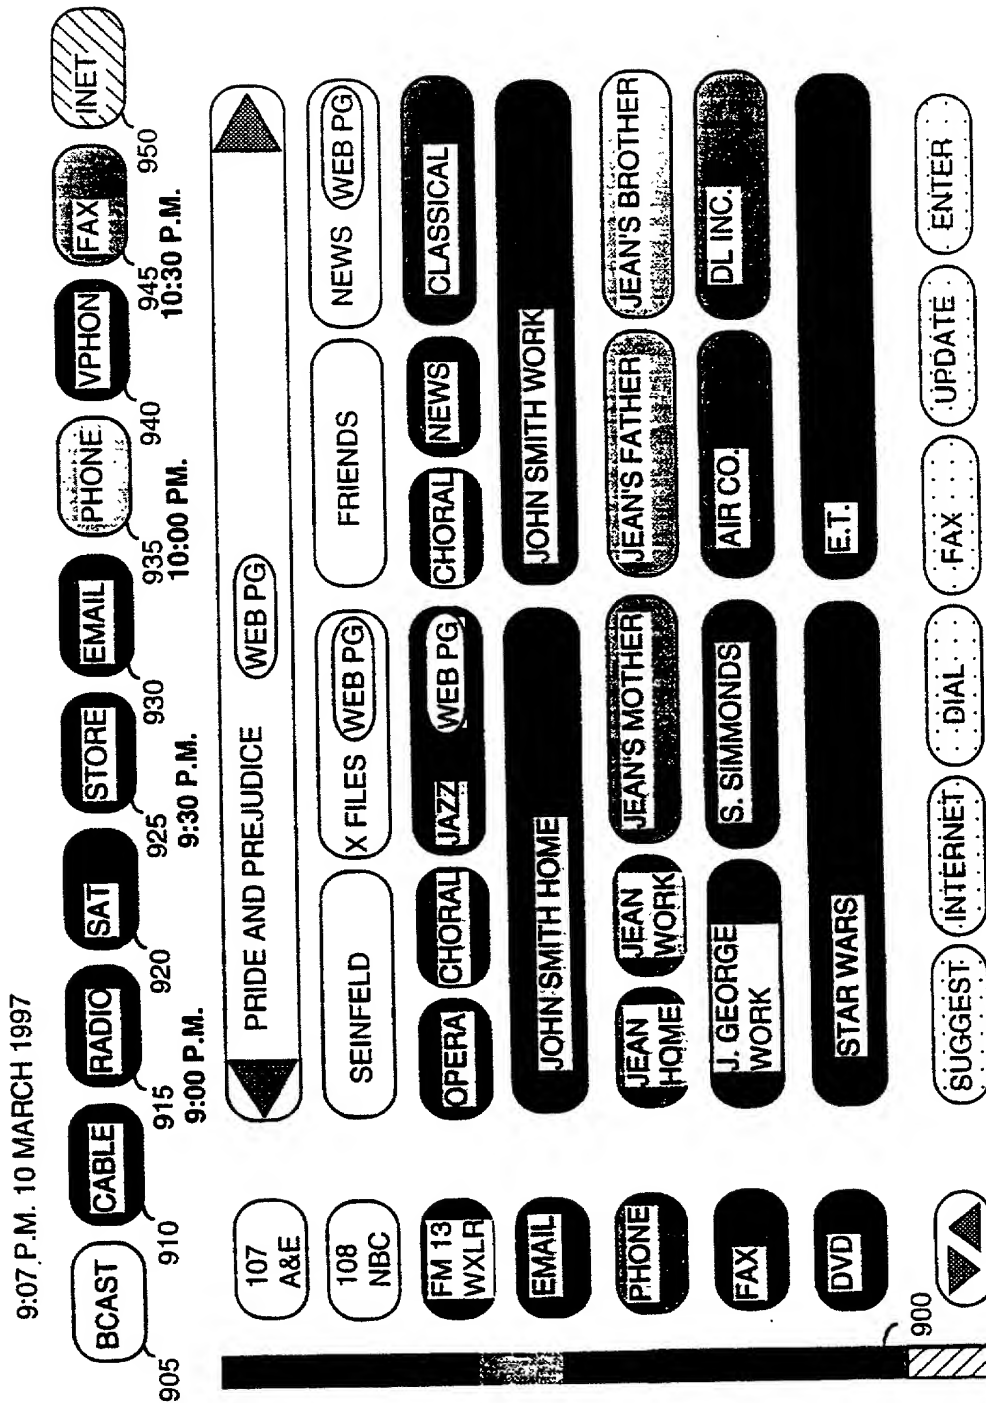 9:07 P.M. 10 MARCH 1997
BCAST CABLE RADIO SAT STORE EMAIL PHONE VPHON FAX INET
905 910 915 920 925 930 935 940 945 950
9:00 P.M. 9:30 P.M. 10:00 PM. 10:30 P.M.
107 A&E PRIDE AND PREJUDICE WEB PG
108 NBC SEINFELD X FILES WEB PG FRIENDS NEWS WEB PG
FM 13 WXLR OPERA CHORAL JAZZ WEB PG CHORAL NEWS CLASSICAL
EMAIL JOHN SMITH HOME JOHN SMITH WORK
PHONE JEAN HOME JEAN WORK JEAN'S MOTHER JEAN'S FATHER JEAN'S BROTHER
FAX J. GEORGE WORK S. SIMMONDS AIR CO. DL INC.
DVD STAR WARS E.T.
900
SUGGEST INTERNET DIAL FAX UPDATE ENTER